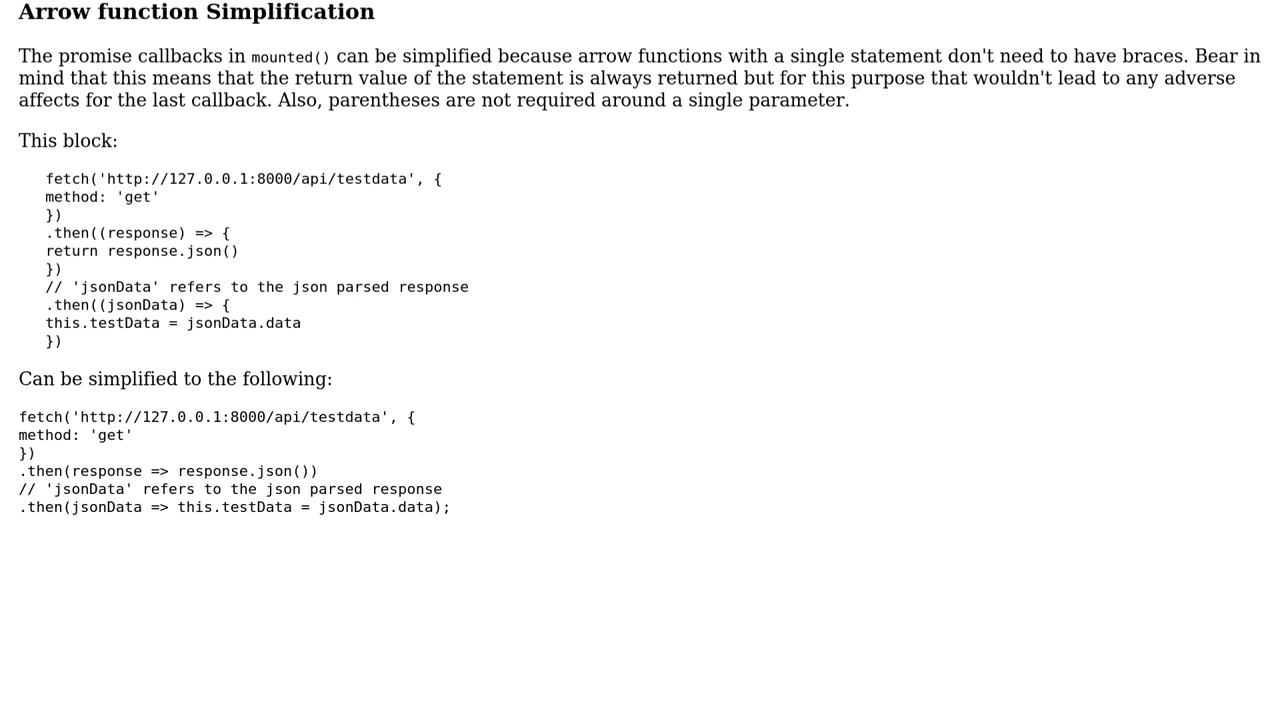 Arrow function Simplification
The promise callbacks in mounted() can be simplified because arrow functions with a single statement don't need to have braces. Bear in
mind that this means that the return value of the statement is always returned but for this purpose that wouldn't lead to any adverse
affects for the last callback. Also, parentheses are not required around a single parameter.
This block:
fetch('http://127.0.0.1:8000/api/testdata', {
method: 'get'
})
.then((response) => {
return response.json()
})
// 'jsonData' refers to the json parsed response
.then((jsonData) => {
this.testData = jsonData.data
})
Can be simplified to the following:
fetch('http://127.0.0.1:8000/api/testdata', {
method: 'get'
})
.then(response => response.json())
// 'jsonData' refers to the json parsed response
.then(jsonData => this.testData = jsonData.data);